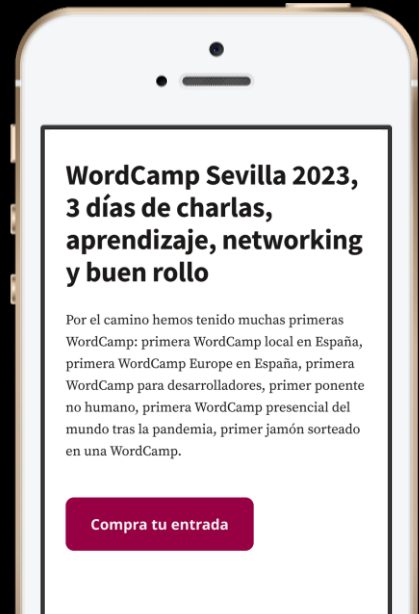 WordCamp Sevilla 2023,
3 días de charlas,
aprendizaje, networking
y buen rollo
Por el camino hemos tenido muchas primeras
WordCamp: primera WordCamp local en España,
primera WordCamp Europe en España, primera
WordCamp para desarrolladores, primer ponente
no humano, primera WordCamp presencial del
mundo tras la pandemia, primer jamón sorteado
en una WordCamp.
Compra tu entrada